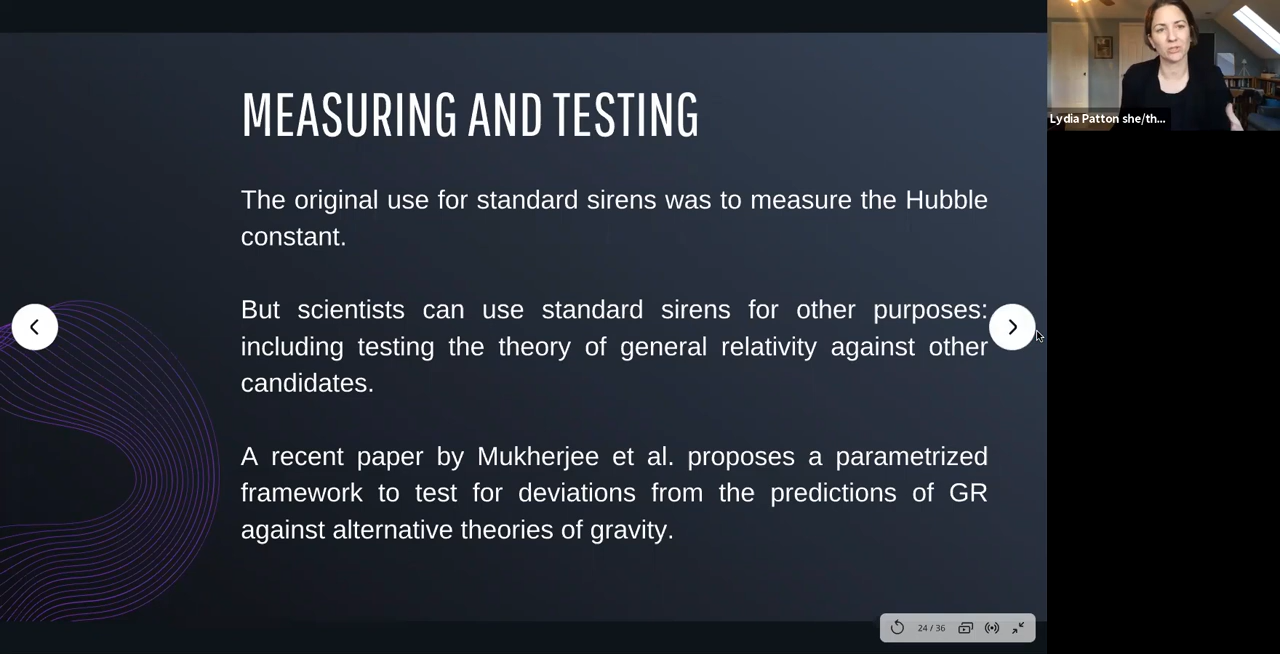 MEASURING AND TESTING
The original use for standard sirens was to measure the Hubble
constant.
But scientists can use standard sirens for other purposes:
including testing the theory of general relativity against other
candidates.
A recent paper by Mukherjee et al. proposes a parametrized
framework to test for deviations from the predictions of GR
against alternative theories of gravity.
24 / 36
Lydia Patton she/th...